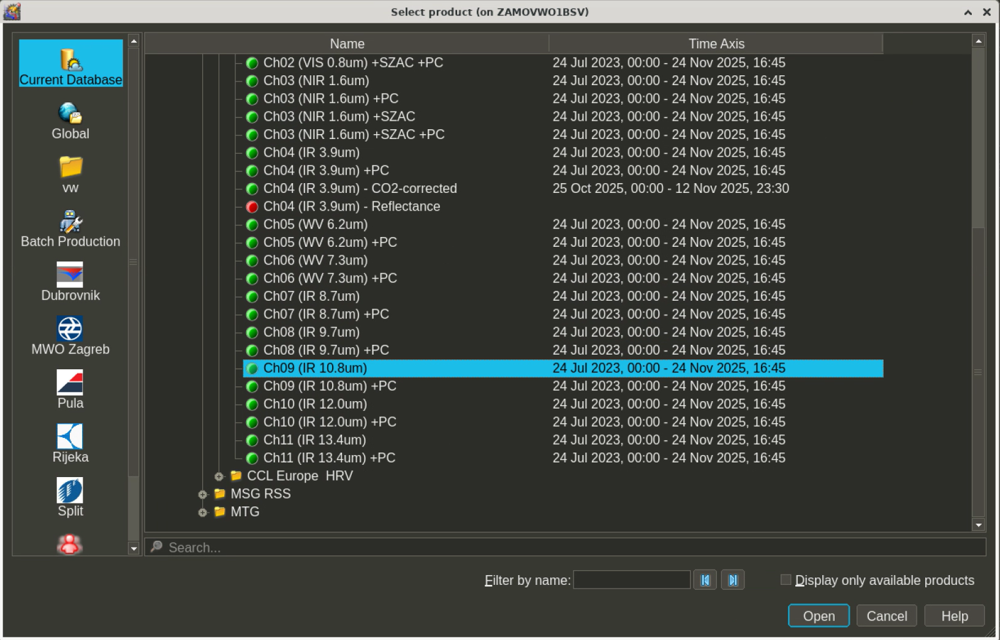 Select product (on ZAMOVWO1BSV)
Current Database
Global
vw
Batch Production
Dubrovnik
MWO Zagreb
Pula
Rijeka
Split
Name Time Axis
Ch02 (VIS 0.8um) +SZAC +PC 24 Jul 2023, 00:00 - 24 Nov 2025, 16:45
Ch03 (NIR 1.6um) 24 Jul 2023, 00:00 - 24 Nov 2025, 16:45
Ch03 (NIR 1.6um) +PC 24 Jul 2023, 00:00 - 24 Nov 2025, 16:45
Ch03 (NIR 1.6um) +SZAC 24 Jul 2023, 00:00 - 24 Nov 2025, 16:45
Ch03 (NIR 1.6um) +SZAC +PC 24 Jul 2023, 00:00 - 24 Nov 2025, 16:45
Ch04 (IR 3.9um) 24 Jul 2023, 00:00 - 24 Nov 2025, 16:45
Ch04 (IR 3.9um) +PC 24 Jul 2023, 00:00 - 24 Nov 2025, 16:45
Ch04 (IR 3.9um) - CO2-corrected 25 Oct 2025, 00:00 - 12 Nov 2025, 23:30
Ch04 (IR 3.9um) - Reflectance
Ch05 (WV 6.2um) 24 Jul 2023, 00:00 - 24 Nov 2025, 16:45
Ch05 (WV 6.2um) +PC 24 Jul 2023, 00:00 - 24 Nov 2025, 16:45
Ch06 (WV 7.3um) 24 Jul 2023, 00:00 - 24 Nov 2025, 16:45
Ch06 (WV 7.3um) +PC 24 Jul 2023, 00:00 - 24 Nov 2025, 16:45
Ch07 (IR 8.7um) 24 Jul 2023, 00:00 - 24 Nov 2025, 16:45
Ch07 (IR 8.7um) +PC 24 Jul 2023, 00:00 - 24 Nov 2025, 16:45
Ch08 (IR 9.7um) 24 Jul 2023, 00:00 - 24 Nov 2025, 16:45
Ch08 (IR 9.7um) +PC 24 Jul 2023, 00:00 - 24 Nov 2025, 16:45
Ch09 (IR 10.8um) 24 Jul 2023, 00:00 - 24 Nov 2025, 16:45
Ch09 (IR 10.8um) +PC 24 Jul 2023, 00:00 - 24 Nov 2025, 16:45
Ch10 (IR 12.0um) 24 Jul 2023, 00:00 - 24 Nov 2025, 16:45
Ch10 (IR 12.0um) +PC 24 Jul 2023, 00:00 - 24 Nov 2025, 16:45
Ch11 (IR 13.4um) 24 Jul 2023, 00:00 - 24 Nov 2025, 16:45
Ch11 (IR 13.4um) +PC 24 Jul 2023, 00:00 - 24 Nov 2025, 16:45
CCL Europe  HRV
MSG RSS
MTG
Search...
Filter by name: Display only available products
Open Cancel Help